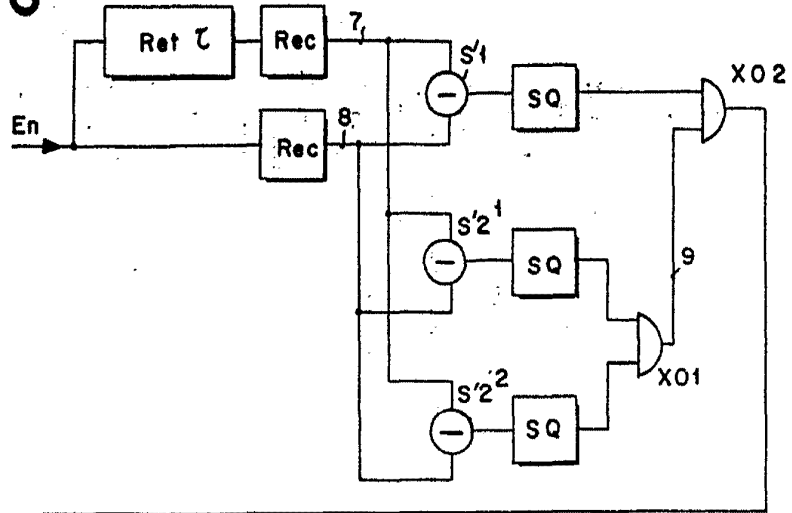 Ret τ
Rec
7
S'1
SQ
XO2
En
Rec
8
−
S'2¹
SQ
−
9
XO1
S'2²
SQ
−